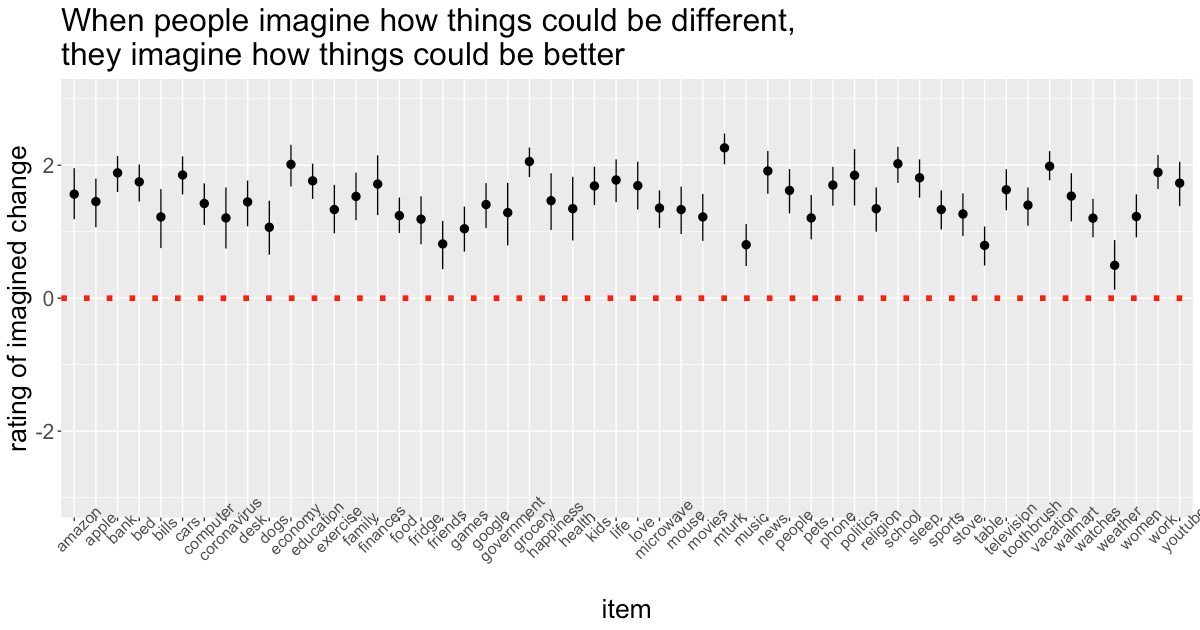 When people imagine how things could be different,
they imagine how things could be better
rating of imagined change
2
0
-2
amazon
apple
bank
bed
bills
cars
computer
coronavirus
desk
dogs
economy
education
exercise
family
finances
food
fridge
friends
games
google
government
grocery
happiness
health
kids
life
love
microwave
mouse
movies
mturk
music
news
people
pets
phone
politics
religion
school
sleep
sports
stove
table
television
toothbrush
vacation
walmart
watches
weather
women
work
youtube
item